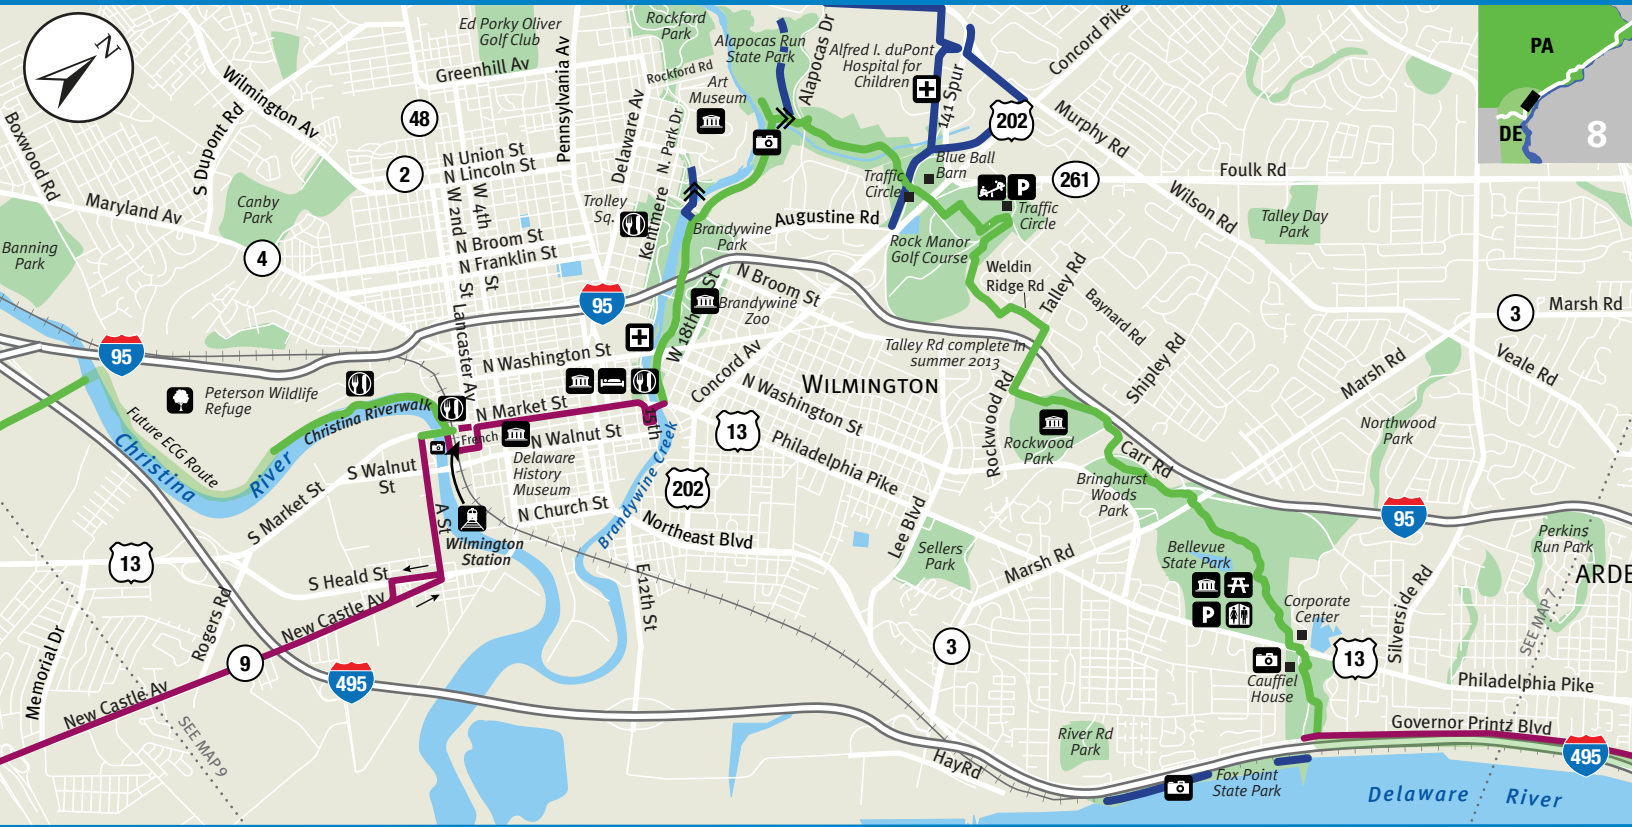 N
Ed Porky Oliver
Golf Club
Greenhill Av
Pennsylvania Av
Rockford
Park
Rockford Rd
Alapocas Run
State Park
Alapocas Dr
Art
Museum
Alfred I. duPont
Hospital for
Children
141 Spur
202
Concord Pike
Murphy Rd
PA
DE
8
Wilmington Av
S Dupont Rd
Boxwood Rd
Maryland Av
48
2
N Union St
N Lincoln St
W 2nd St
W 4th St
Delaware Av
N. Park Dr
Kentmere
Trolley
Sq.
Canby
Park
4
Banning
Park
N Broom St
N Franklin St
Lancaster Av
95
Brandywine
Park
Augustine Rd
Traffic
Circle
Blue Ball
Barn
261
Traffic
Circle
Foulk Rd
Wilson Rd
Talley Day
Park
Rock Manor
Golf Course
Weldin
Ridge Rd
Talley Rd
Baynard Rd
Shipley Rd
3
Marsh Rd
Veale Rd
Marsh Rd
N Broom St
Brandywine
Zoo
W 18th St
Concord Av
N Washington St
N Washington St
WILMINGTON
Talley Rd complete in
summer 2013
Rockwood Rd
95
Peterson Wildlife
Refuge
Future ECG Route
Christina
River
Christina Riverwalk
N Market St
French
N Walnut St
15th
Delaware
History
Museum
N Church St
Brandywine Creek
13
202
Philadelphia Pike
Northeast Blvd
Rockwood
Park
Carr Rd
Bringhurst
Woods
Park
Northwood
Park
95
Perkins
Run Park
ARDE
S Walnut
St
S Market St
A St
Wilmington
Station
13
S Heald St
New Castle Av
Rogers Rd
Memorial Dr
9
New Castle Av
495
SEE MAP 9
E 12th St
Lee Blvd
Sellers
Park
Marsh Rd
3
Bellevue
State Park
Corporate
Center
Cauffiel
House
13
Silverside Rd
SEE MAP 7
Philadelphia Pike
Governor Printz Blvd
495
River Rd
Park
Hay Rd
Fox Point
State Park
Delaware River
P
P